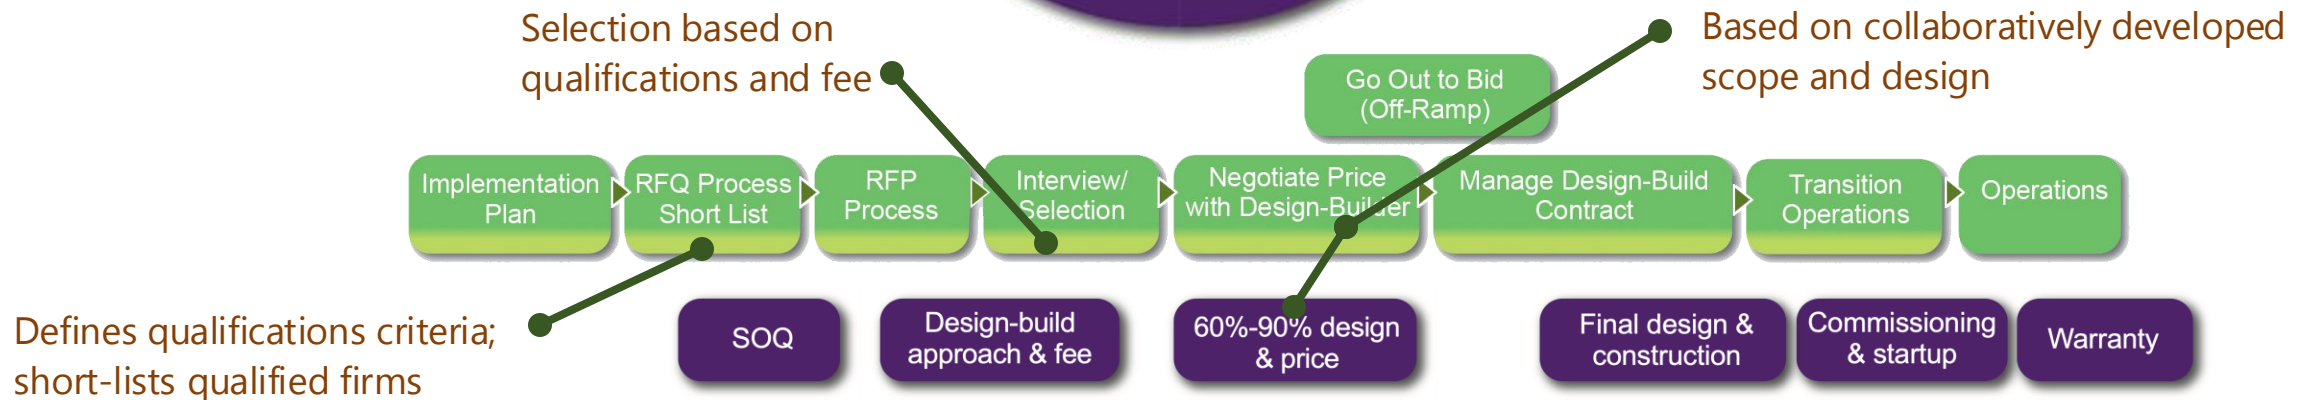 Selection based on
qualifications and fee
Based on collaboratively developed
scope and design
Go Out to Bid
(Off-Ramp)
Implementation
Plan
RFQ Process
Short List
RFP
Process
Interview/
Selection
Negotiate Price
with Design-Builder
Manage Design-Build
Contract
Transition
Operations
Operations
Defines qualifications criteria;
short-lists qualified firms
SOQ
Design-build
approach & fee
60%-90% design
& price
Final design &
construction
Commissioning
& startup
Warranty